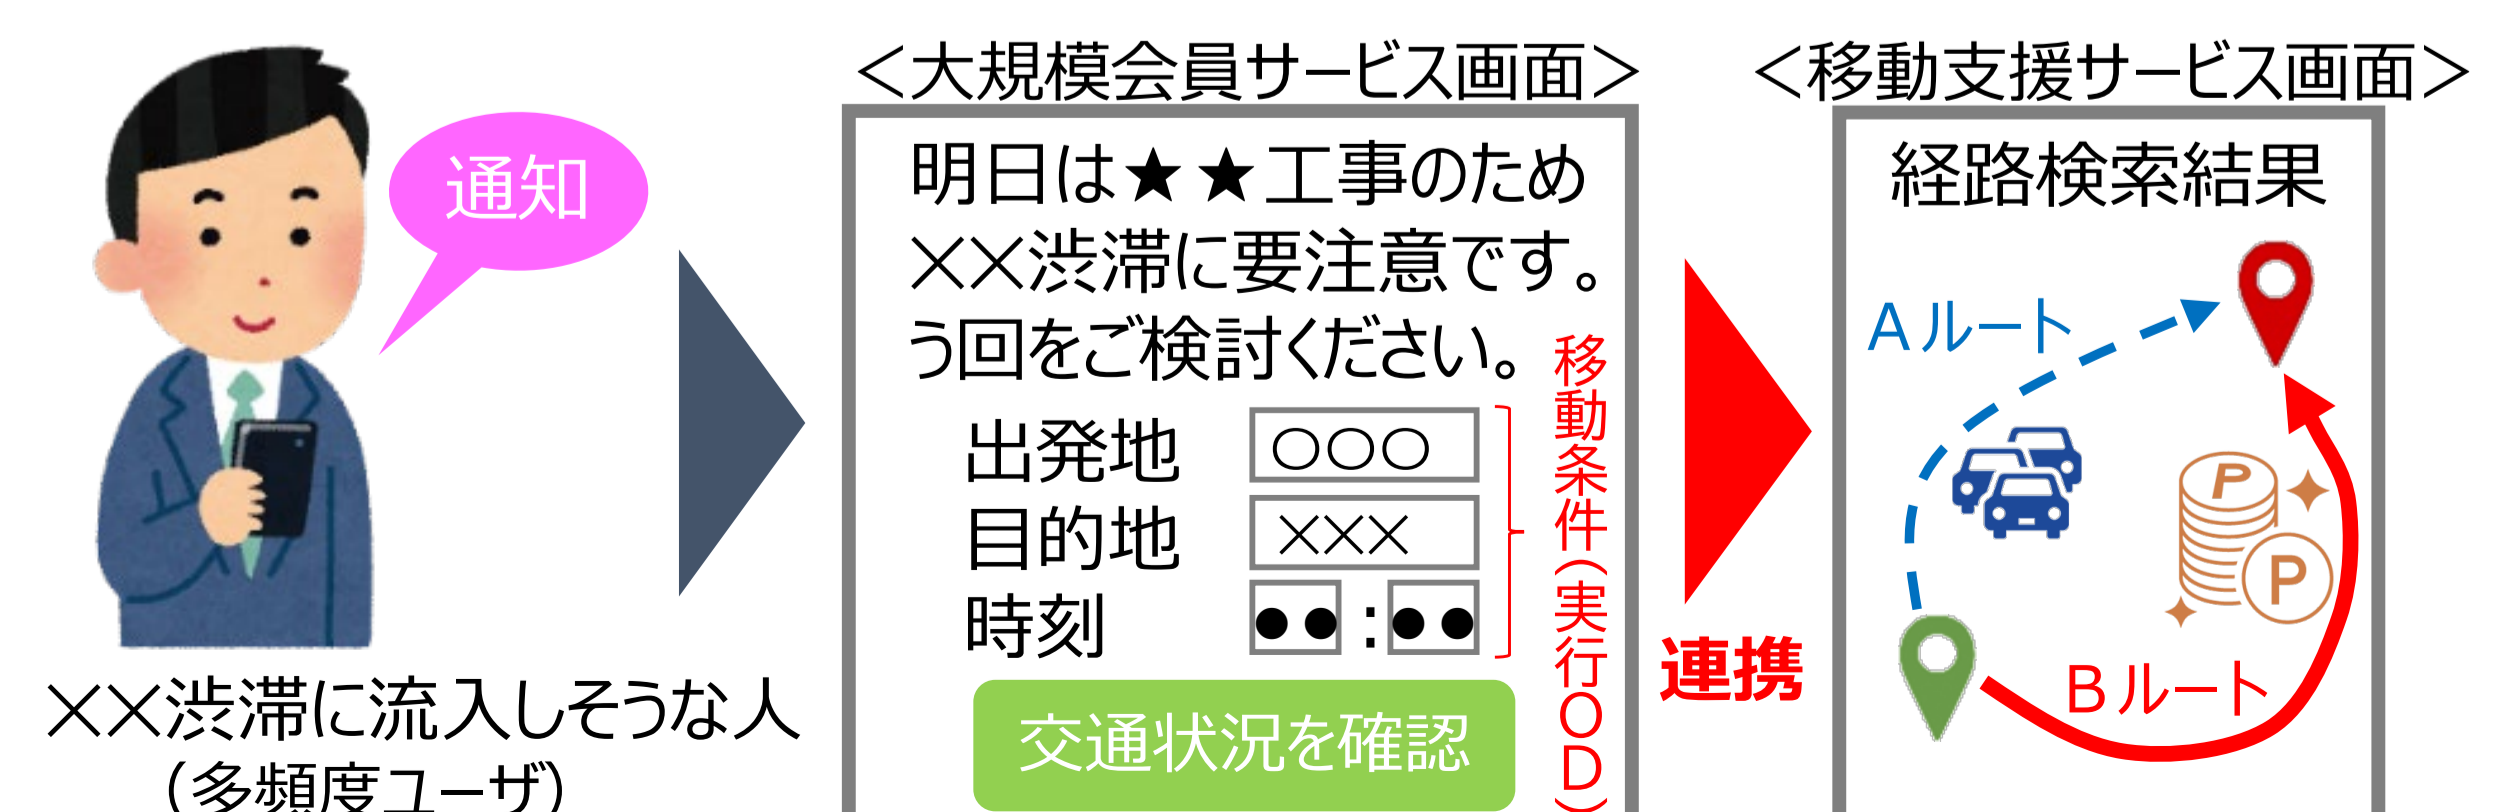 通知
××渋滞に流入しそうな人
(多頻度ユーザ)
<大規模会員サービス画面>
明日は★★工事のため
××渋滞に要注意です。
う回をご検討ください。
出発地 ○○○
目的地 ×××
時刻 ●●:●●
移動条件(実行OD)
交通状況を確認
連携
<移動支援サービス画面>
経路検索結果
Aルート
P
P
Bルート